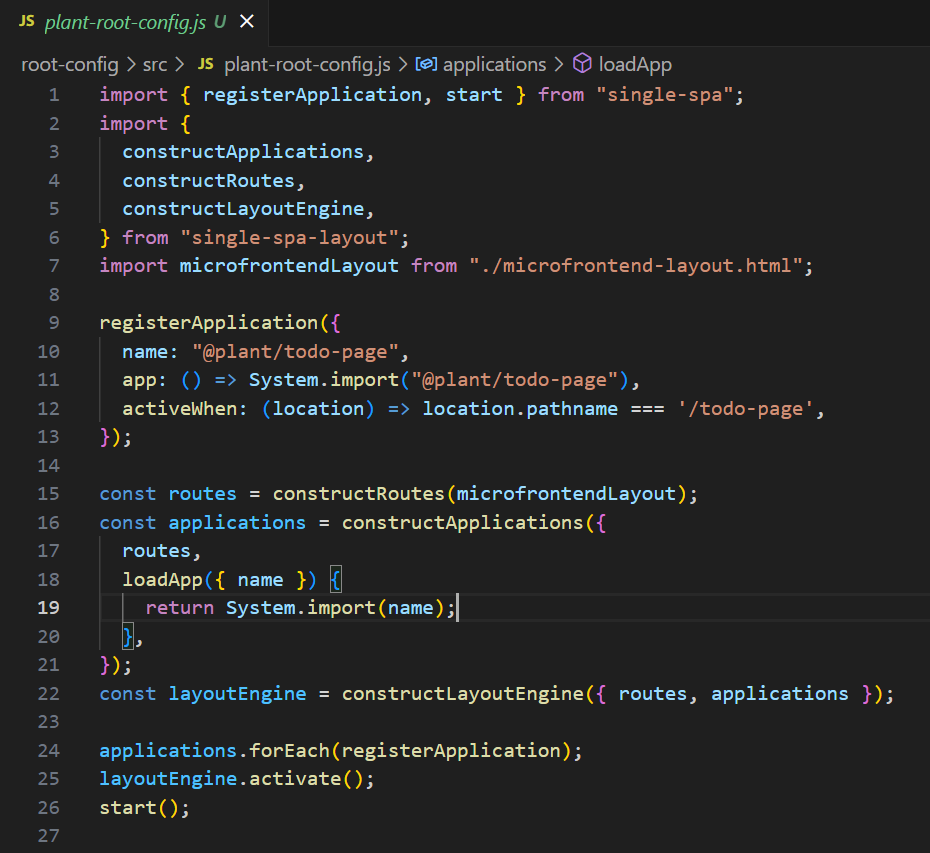 JS plant-root-config.js U ×
root-config > src > JS plant-root-config.js > applications > loadApp
1 import { registerApplication, start } from "single-spa";
2 import {
3   constructApplications,
4   constructRoutes,
5   constructLayoutEngine,
6 } from "single-spa-layout";
7 import microfrontendLayout from "./microfrontend-layout.html";
8
9 registerApplication({
10   name: "@plant/todo-page",
11   app: () => System.import("@plant/todo-page"),
12   activeWhen: (location) => location.pathname === '/todo-page',
13 });
14
15 const routes = constructRoutes(microfrontendLayout);
16 const applications = constructApplications({
17   routes,
18   loadApp({ name }) {
19     return System.import(name);
20   },
21 });
22 const layoutEngine = constructLayoutEngine({ routes, applications });
23
24 applications.forEach(registerApplication);
25 layoutEngine.activate();
26 start();
27